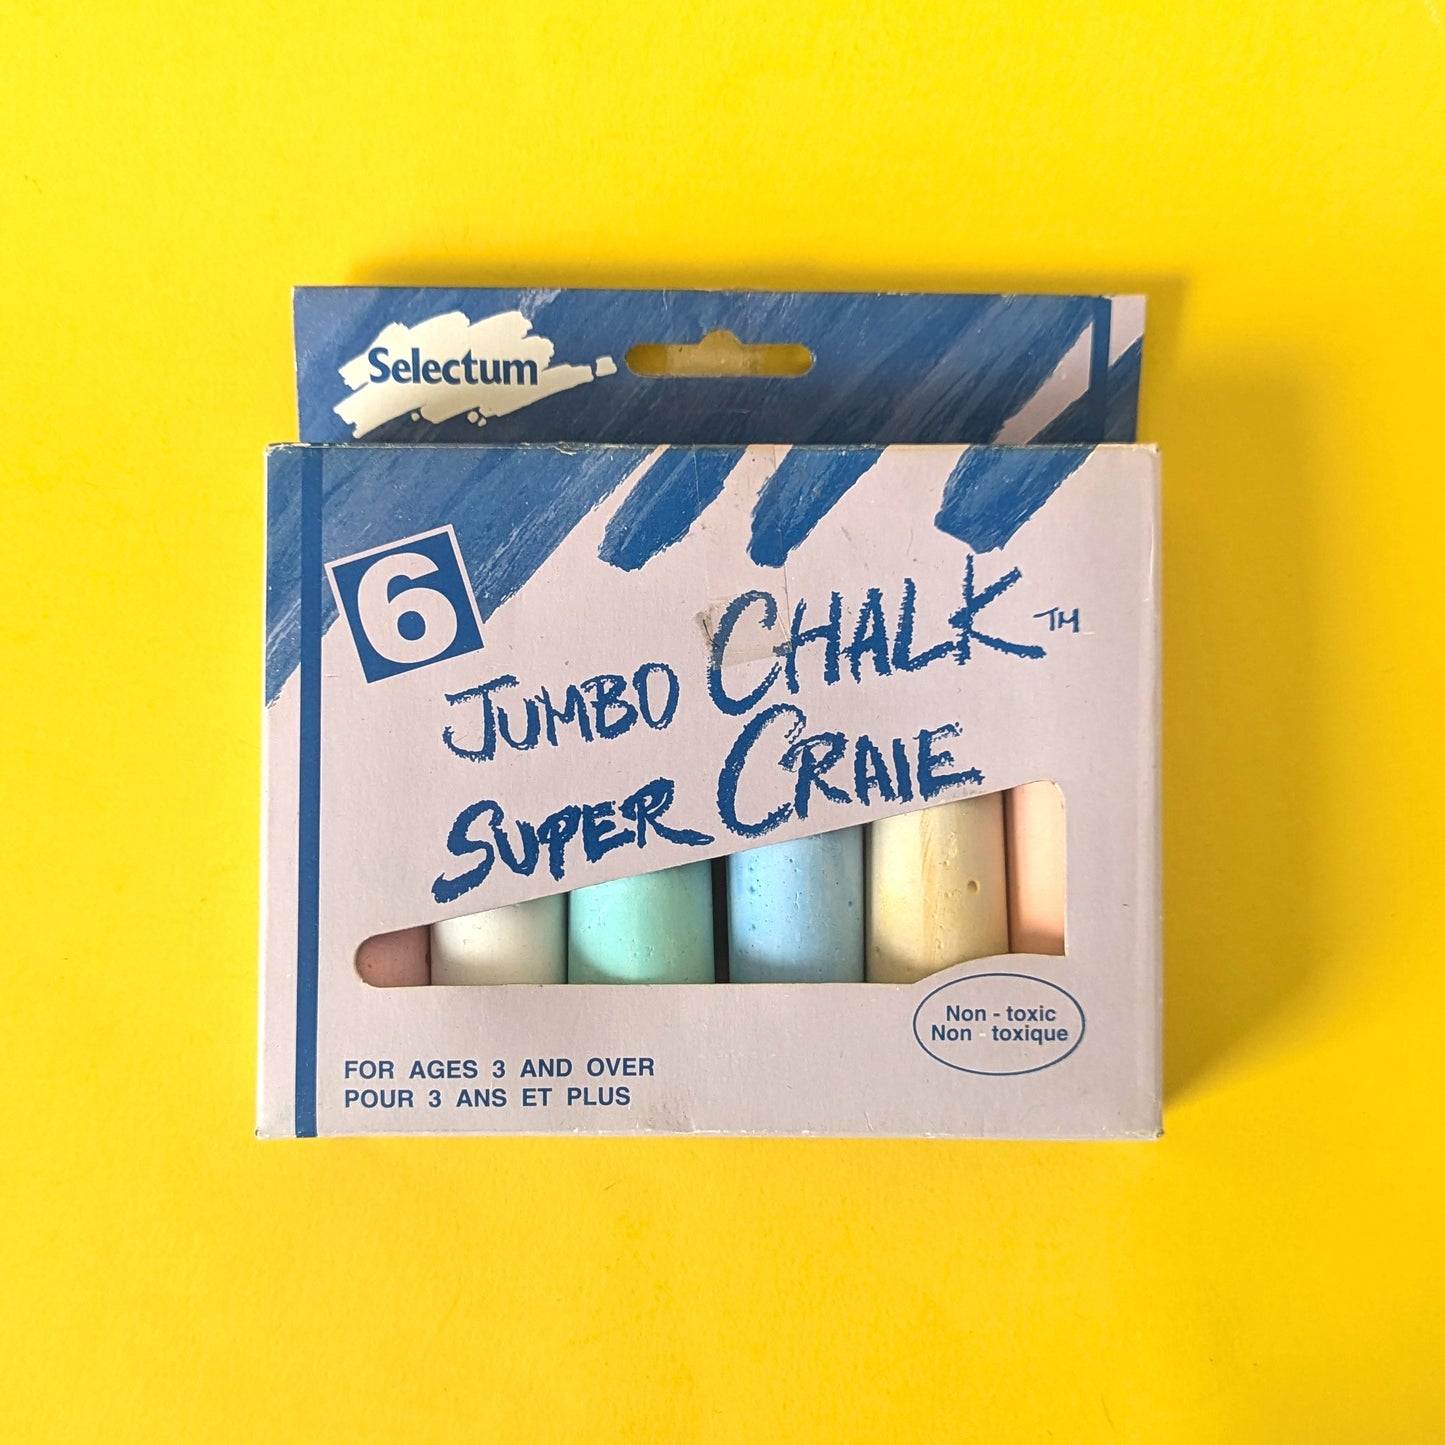 Selectum
6
JUMBO CHALK™
SUPER CRAIE
Non - toxic
Non - toxique
FOR AGES 3 AND OVER
POUR 3 ANS ET PLUS